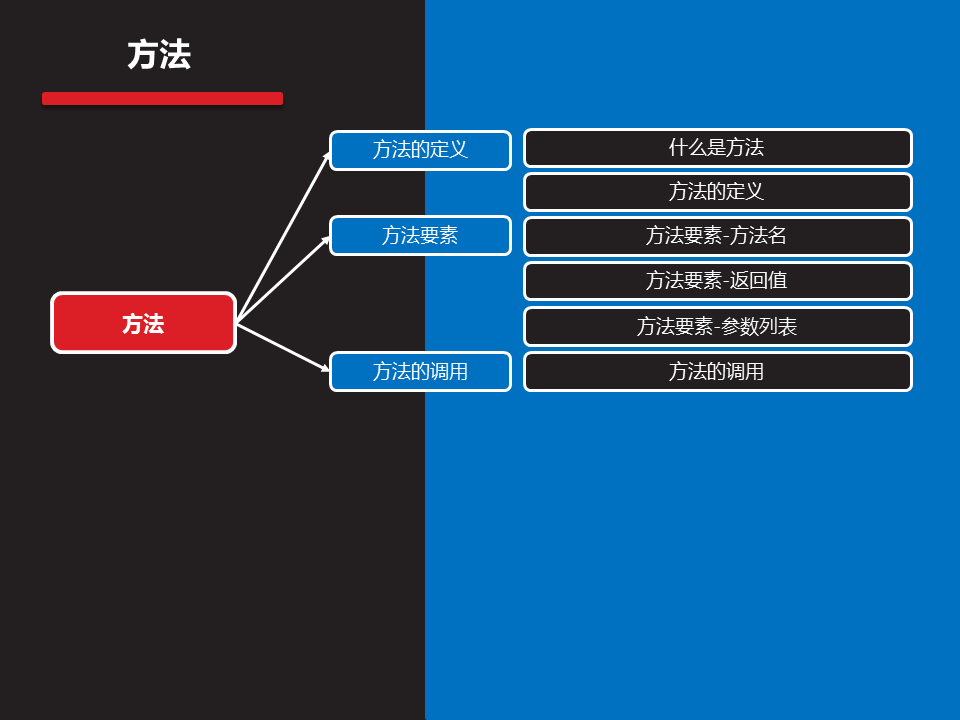 方法
方法的定义
什么是方法
方法的定义
方法要素
方法要素-方法名
方法要素-返回值
方法
方法要素-参数列表
方法的调用
方法的调用